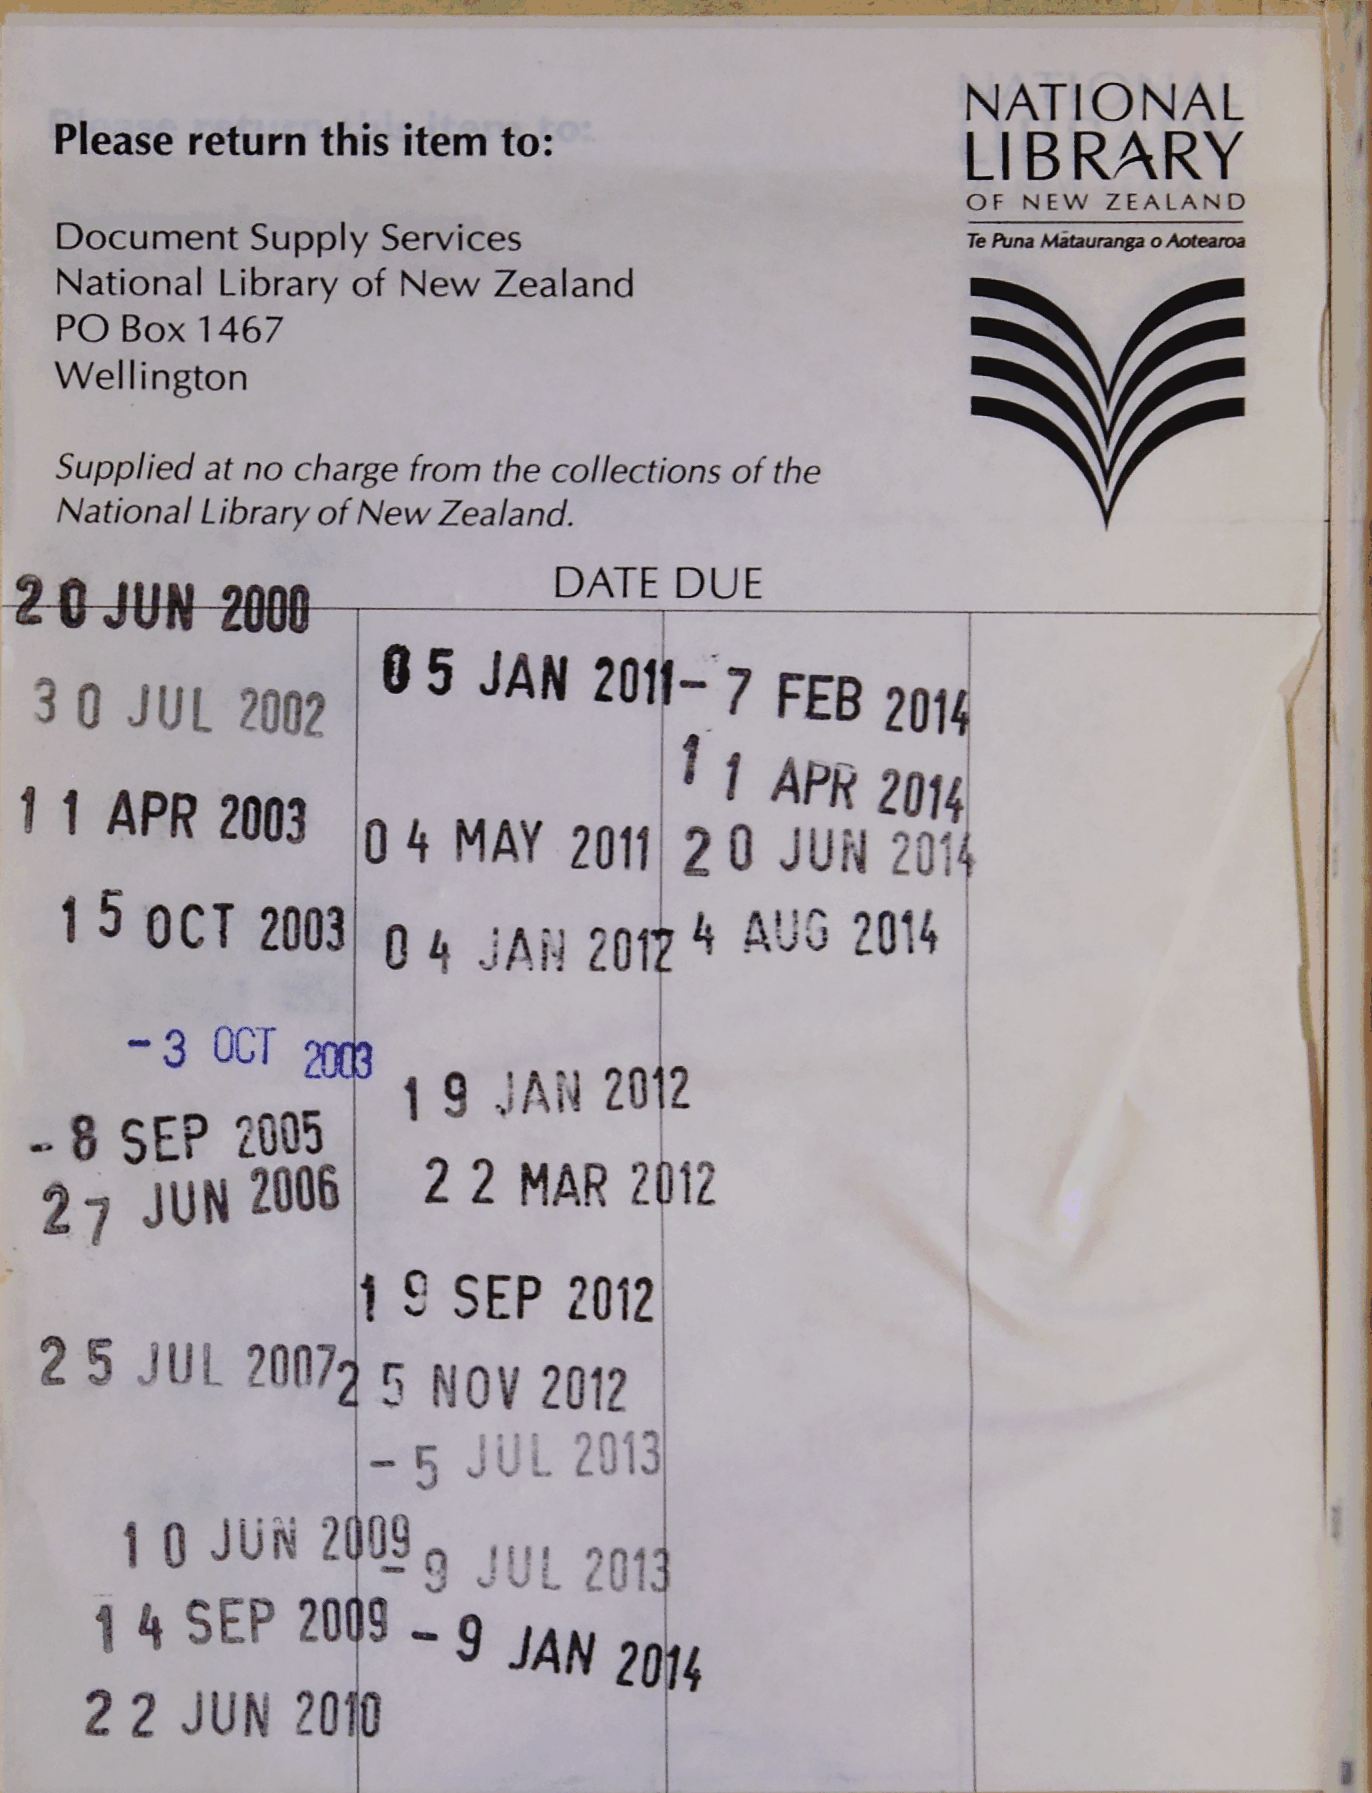 Please return this item to:
Document Supply Services
National Library of New Zealand
PO Box 1467
Wellington
Supplied at no charge from the collections of the
National Library of New Zealand.
NATIONAL
LIBRARY
OF NEW ZEALAND
Te Puna Mātauranga o Aotearoa
DATE DUE
20 JUN 2000
30 JUL 2002
11 APR 2003
15 OCT 2003
-3 OCT 2003
-8 SEP 2005
27 JUN 2006
25 JUL 2007
10 JUN 2009
14 SEP 2009
22 JUN 2010
05 JAN 2011
04 MAY 2011
04 JAN 2012
19 JAN 2012
22 MAR 2012
19 SEP 2012
25 NOV 2012
-5 JUL 2013
-9 JUL 2013
-9 JAN 2014
-7 FEB 2014
11 APR 2014
20 JUN 2014
4 AUG 2014